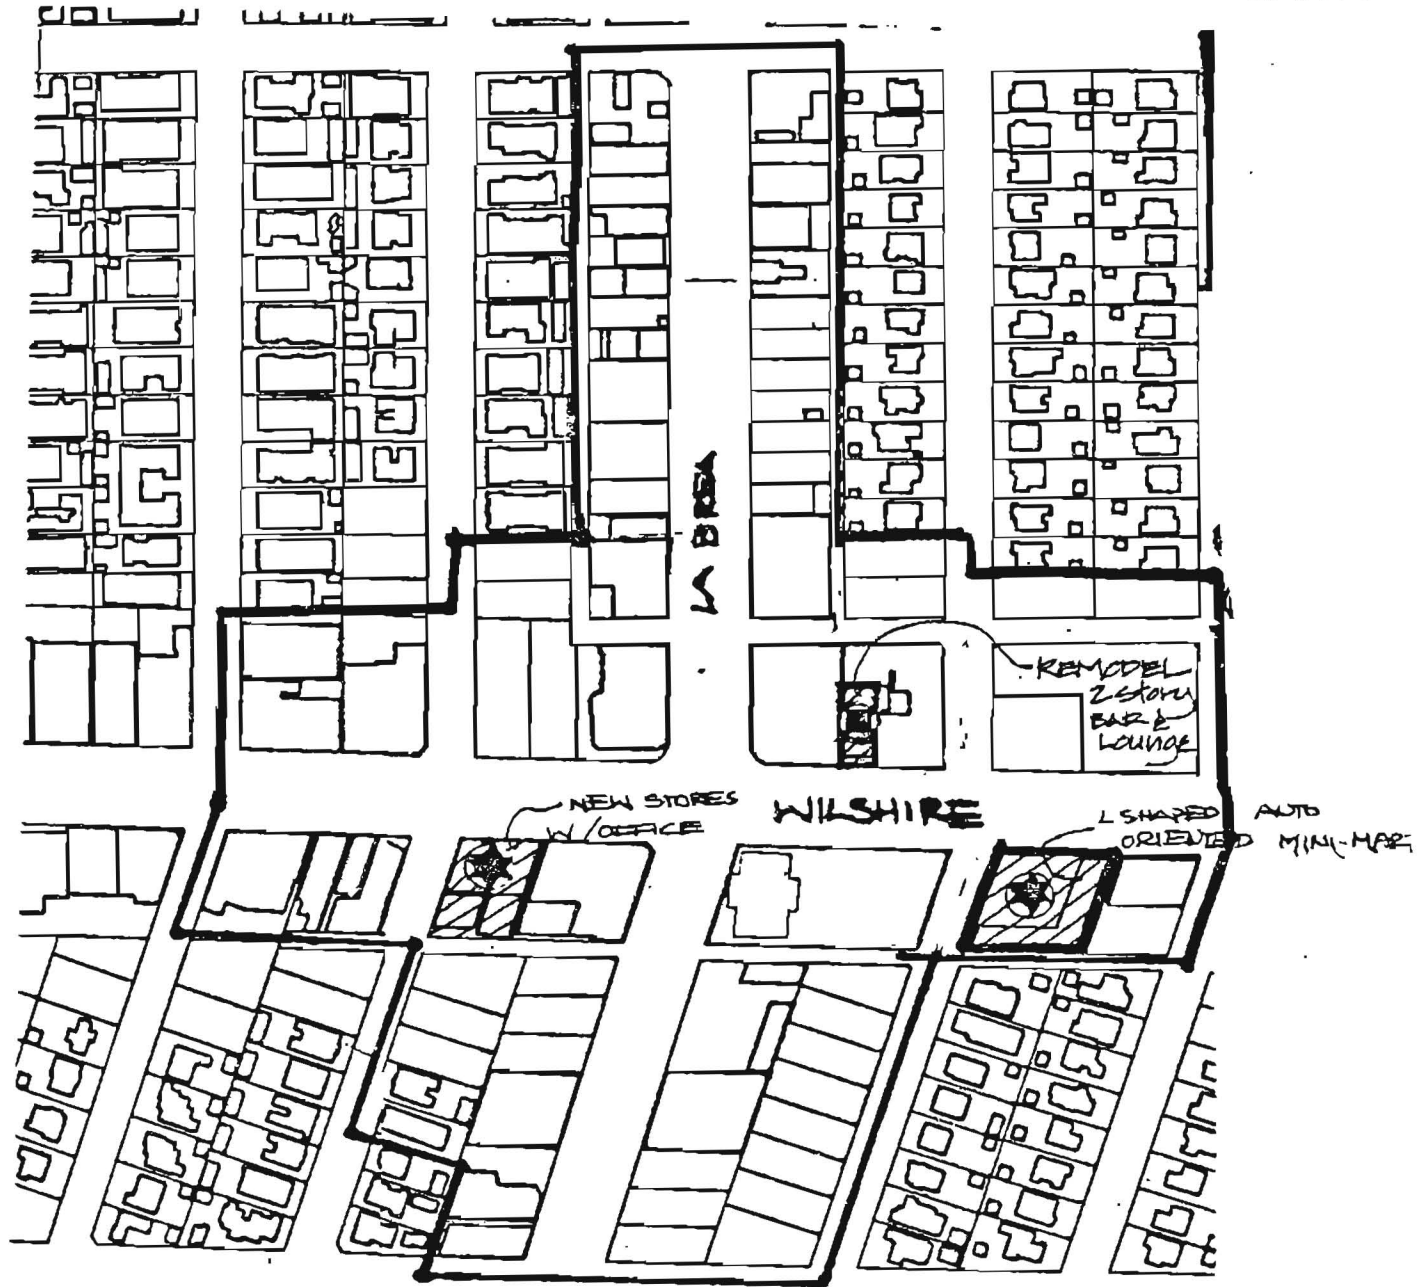 LA BREA
REMODEL
2 story
BAR &
LOUNGE
NEW STORES
W/OFFICE
WILSHIRE
L SHAPED AUTO
ORIENTED MINI-MAR